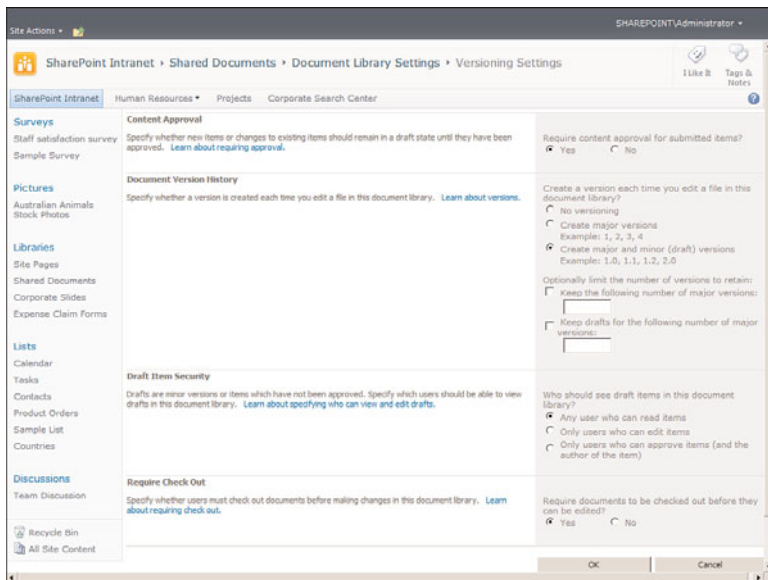 SHAREPOINT\Administrator
Site Actions
SharePoint Intranet › Shared Documents › Document Library Settings › Versioning Settings
I Like It
Tags &
Notes
SharePoint Intranet
Human Resources
Projects
Corporate Search Center
Surveys
Staff satisfaction survey
Sample Survey
Pictures
Australian Animals
Stock Photos
Libraries
Site Pages
Shared Documents
Corporate Slides
Expense Claim Forms
Lists
Calendar
Tasks
Contacts
Product Orders
Sample List
Countries
Discussions
Team Discussion
Recycle Bin
All Site Content
Content Approval
Specify whether new items or changes to existing items should remain in a draft state until they have been
approved. Learn about requiring approval.
Require content approval for submitted items?
Yes No
Document Version History
Specify whether a version is created each time you edit a file in this document library. Learn about versions.
Create a version each time you edit a file in this
document library?
No versioning
Create major versions
Example: 1, 2, 3, 4
Create major and minor (draft) versions
Example: 1.0, 1.1, 1.2, 2.0
Optionally limit the number of versions to retain:
Keep the following number of major versions:
Keep drafts for the following number of major
versions:
Draft Item Security
Drafts are minor versions or items which have not been approved. Specify which users should be able to view
drafts in this document library. Learn about specifying who can view and edit drafts.
Who should see draft items in this document
library?
Any user who can read items
Only users who can edit items
Only users who can approve items (and the
author of the item)
Require Check Out
Specify whether users must check out documents before making changes in this document library. Learn
about requiring check out.
Require documents to be checked out before they
can be edited?
Yes No
OK
Cancel